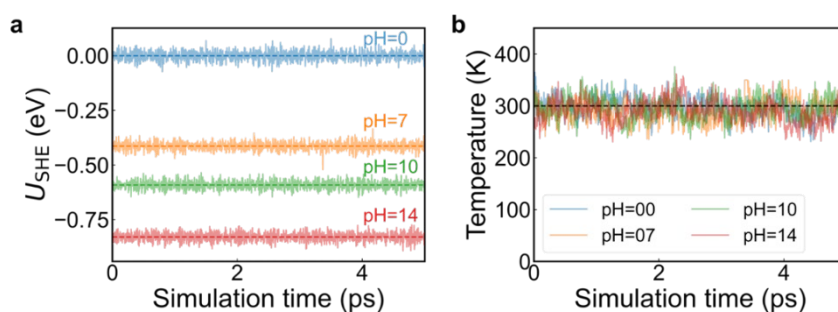 a
pH=0
pH=7
pH=10
pH=14
0.00
−0.25
−0.50
−0.75
U_SHE (eV)
0
2
4
Simulation time (ps)
b
400
300
200
100
0
Temperature (K)
pH=00
pH=10
pH=07
pH=14
0
2
4
Simulation time (ps)